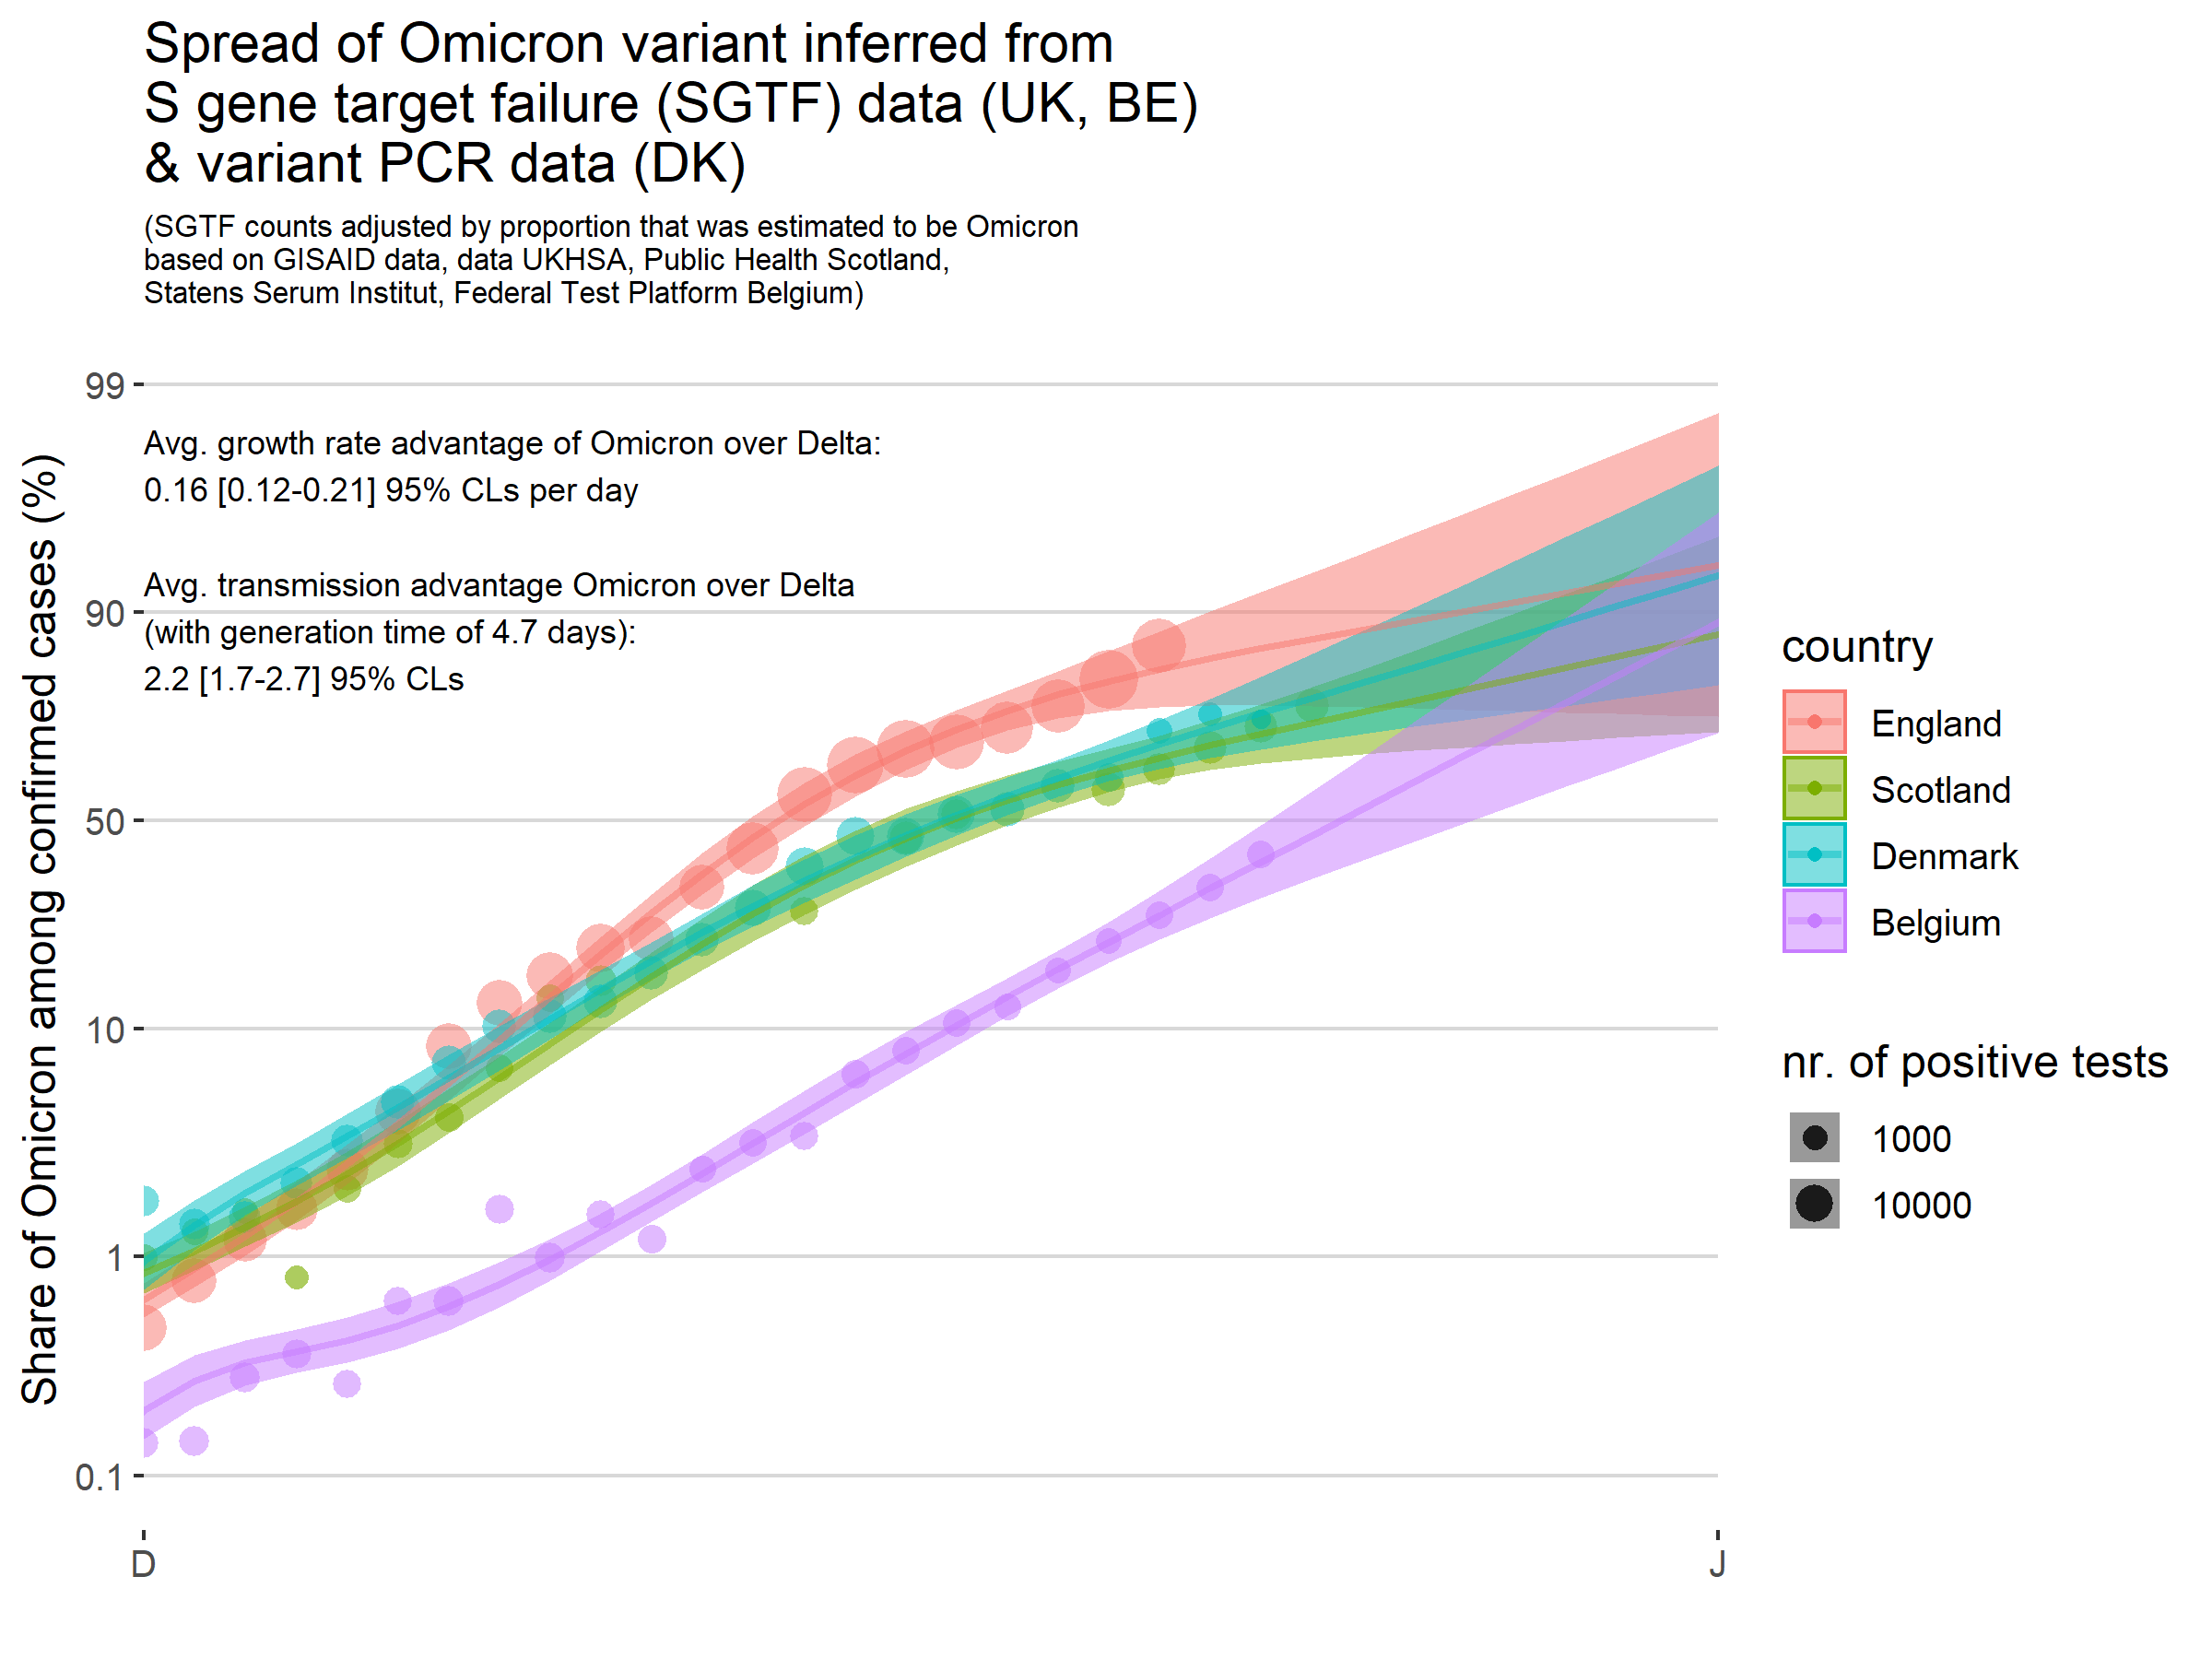 Spread of Omicron variant inferred from
S gene target failure (SGTF) data (UK, BE)
& variant PCR data (DK)
(SGTF counts adjusted by proportion that was estimated to be Omicron
based on GISAID data, data UKHSA, Public Health Scotland,
Statens Serum Institut, Federal Test Platform Belgium)
Share of Omicron among confirmed cases (%)
99
90
50
10
1
0.1
Avg. growth rate advantage of Omicron over Delta:
0.16 [0.12-0.21] 95% CLs per day
Avg. transmission advantage Omicron over Delta
(with generation time of 4.7 days):
2.2 [1.7-2.7] 95% CLs
D
J
country
England
Scotland
Denmark
Belgium
nr. of positive tests
1000
10000